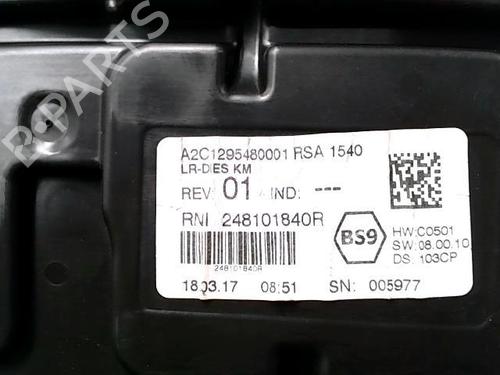 B-PARTS
A2C1295480001 RSA 1540
LR-DIES KM
REV: 01 IND: ---
RNI 248101840R
BS9
HW:C0501
SW:08.00.10
DS: 103CP
248101840R
18.03.17 08:51 SN: 005977